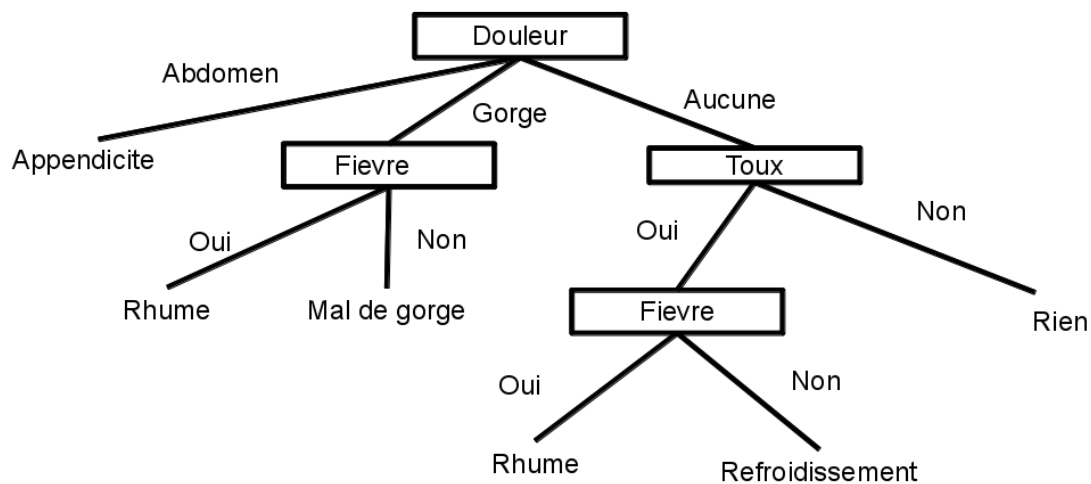 Douleur
Abdomen
Gorge
Aucune
Appendicite
Fievre
Toux
Oui
Non
Oui
Non
Rhume
Mal de gorge
Fievre
Rien
Oui
Non
Rhume
Refroidissement